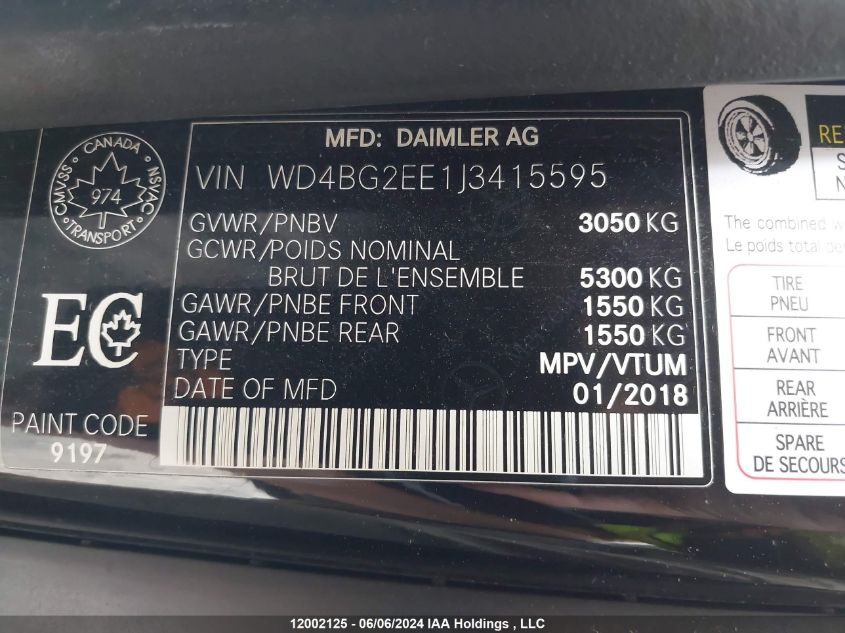 CANADA
CMVSS
NSVAC
974
TRANSPORT
EC
PAINT CODE
9197
MFD: DAIMLER AG
VIN WD4BG2EE1J3415595
GVWR/PNBV 3050 KG
GCWR/POIDS NOMINAL
BRUT DE L'ENSEMBLE 5300 KG
GAWR/PNBE FRONT 1550 KG
GAWR/PNBE REAR 1550 KG
TYPE MPV/VTUM
DATE OF MFD 01/2018
The combined
Le poids total
TIRE
PNEU
FRONT
AVANT
REAR
ARRIÈRE
SPARE
DE SECOURS
12002125 - 06/06/2024 IAA Holdings , LLC